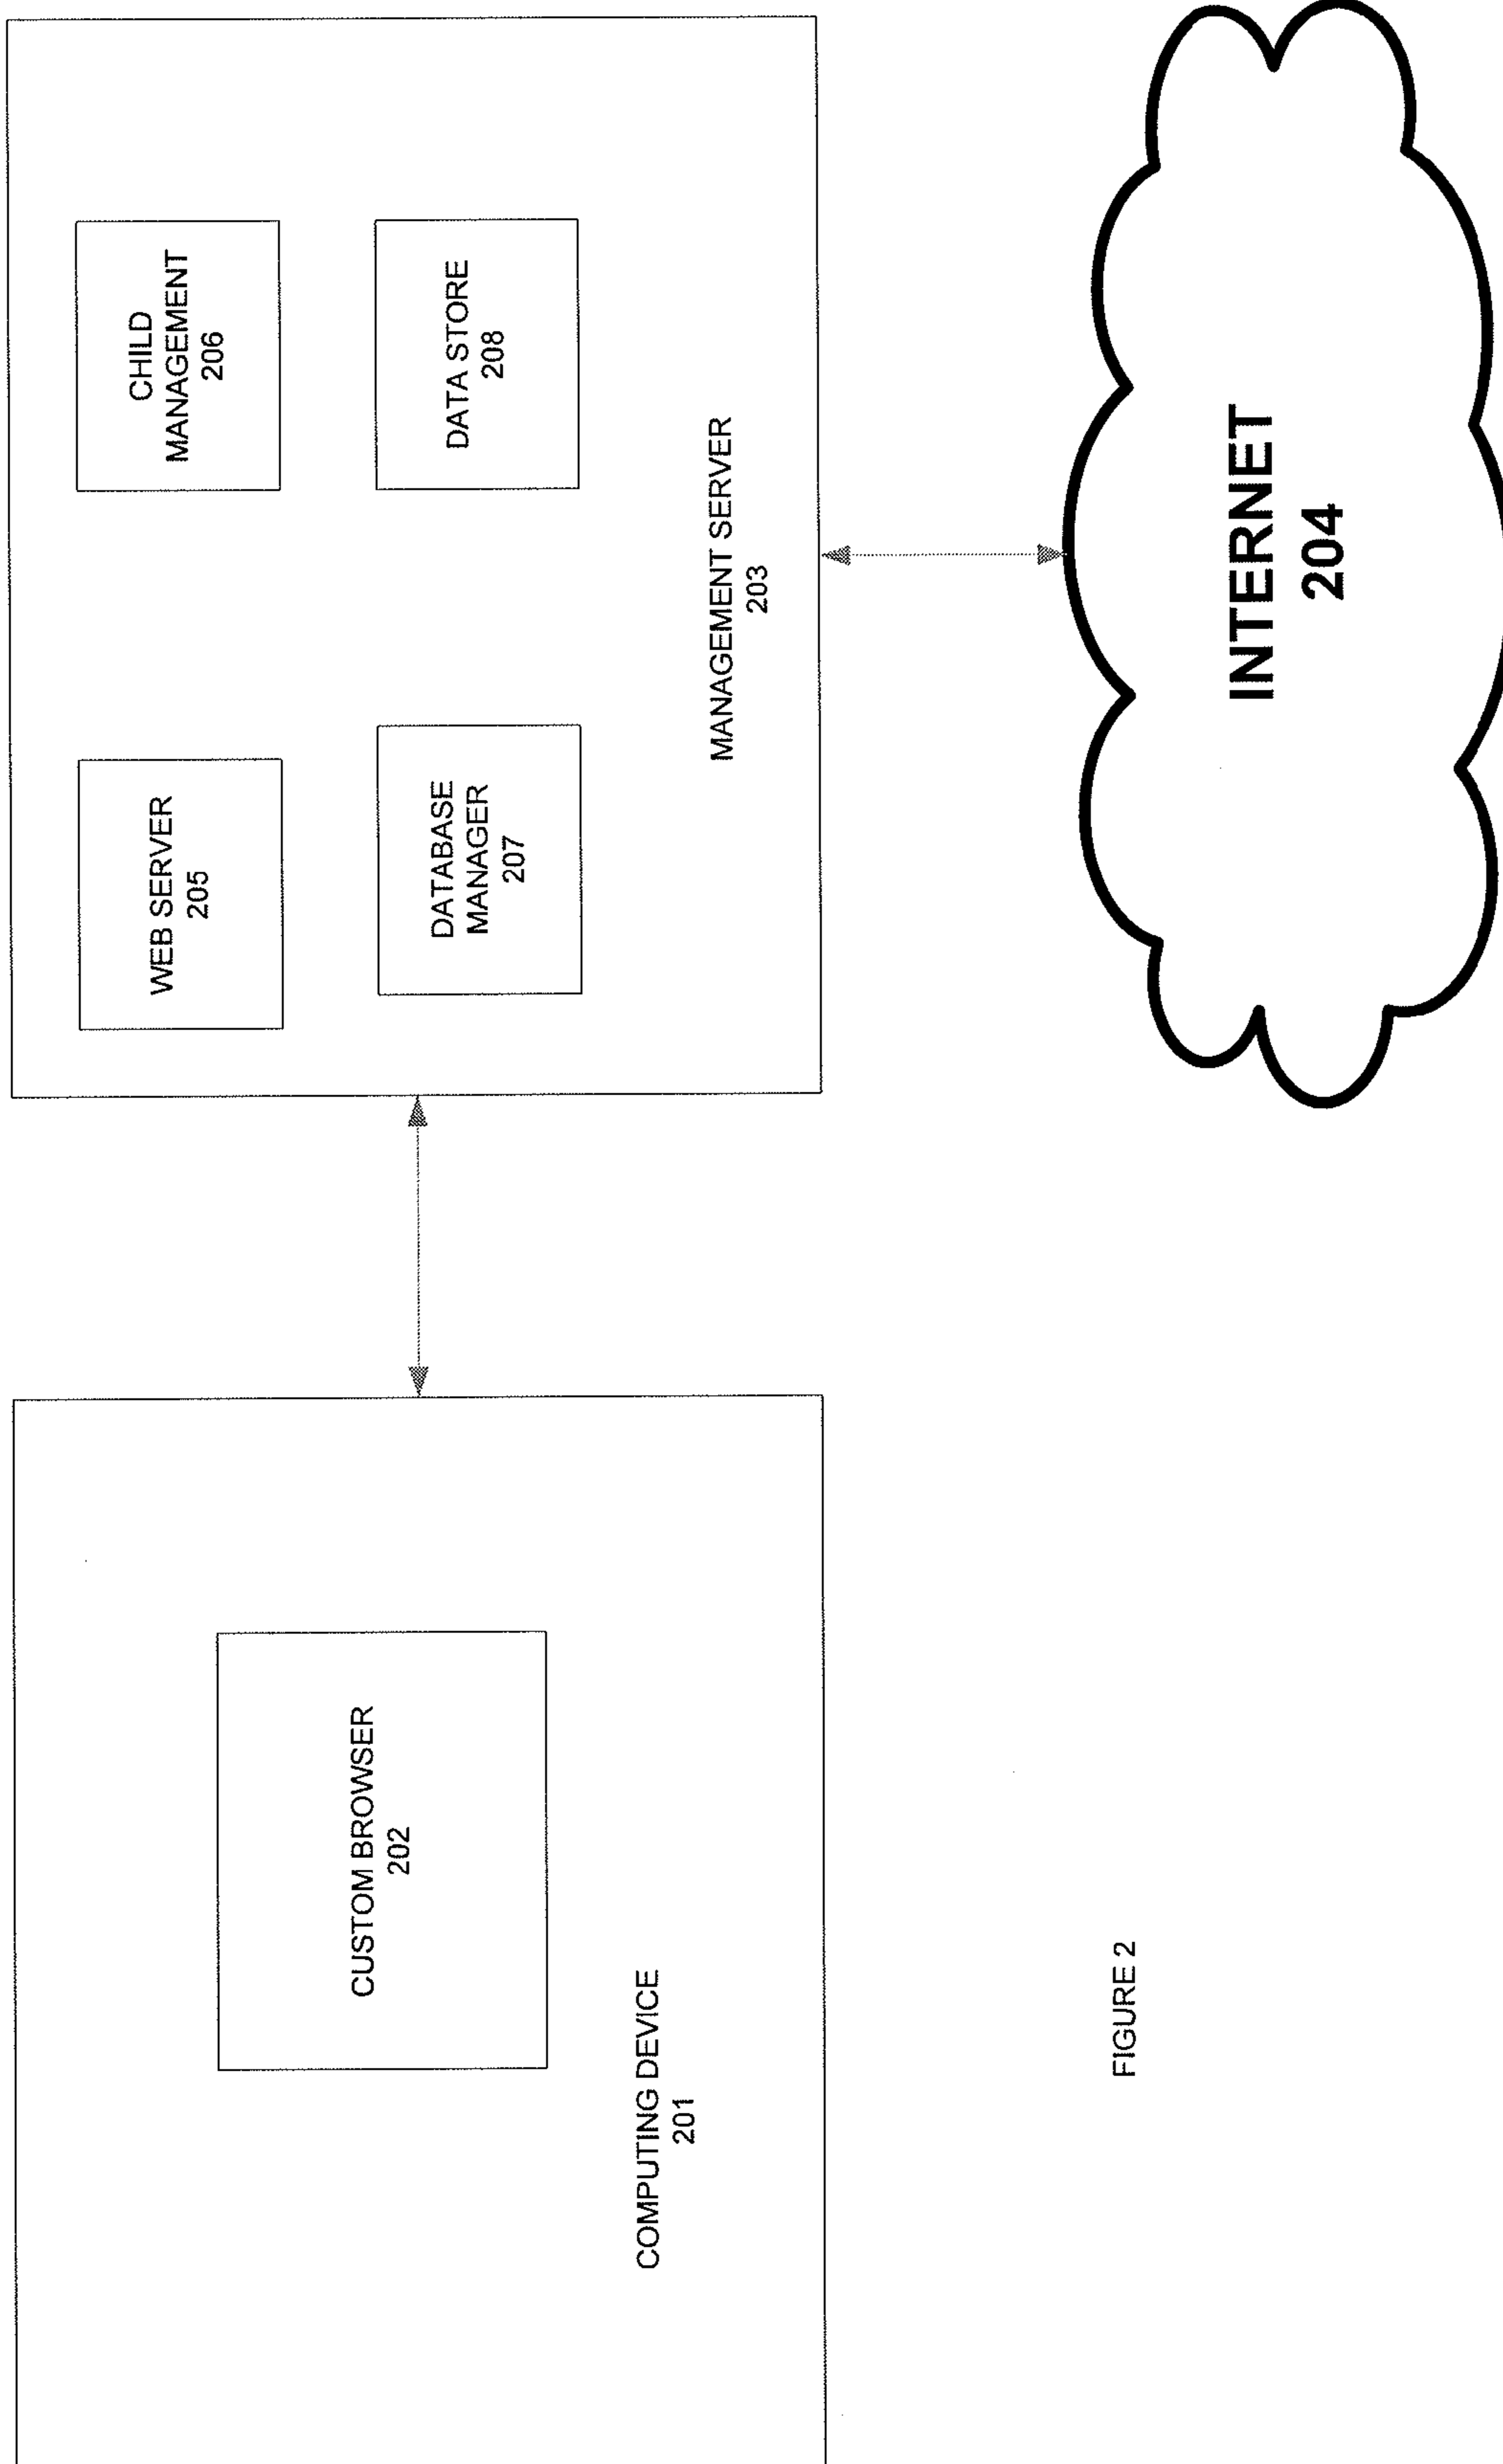 COMPUTING DEVICE
201
CUSTOM BROWSER
202
WEB SERVER
205
CHILD
MANAGEMENT
206
DATABASE
MANAGER
207
DATA STORE
208
MANAGEMENT SERVER
203
INTERNET
204
FIGURE 2